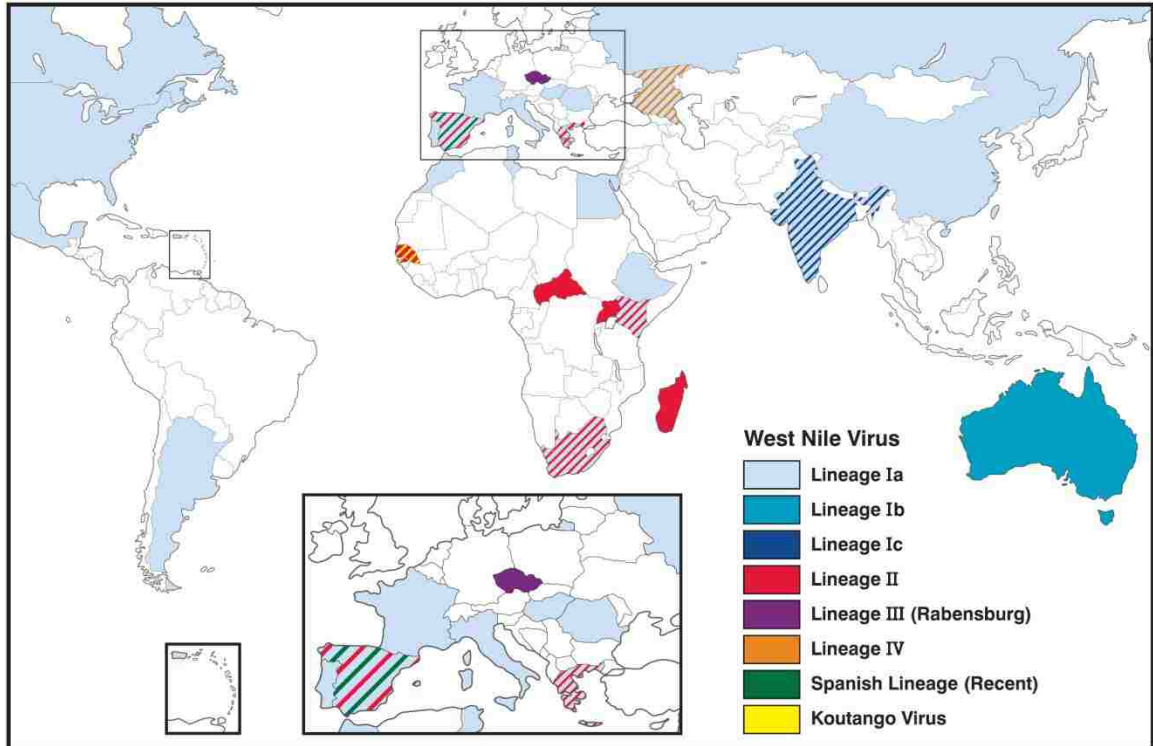 West Nile Virus
Lineage Ia
Lineage Ib
Lineage Ic
Lineage II
Lineage III (Rabensburg)
Lineage IV
Spanish Lineage (Recent)
Koutango Virus